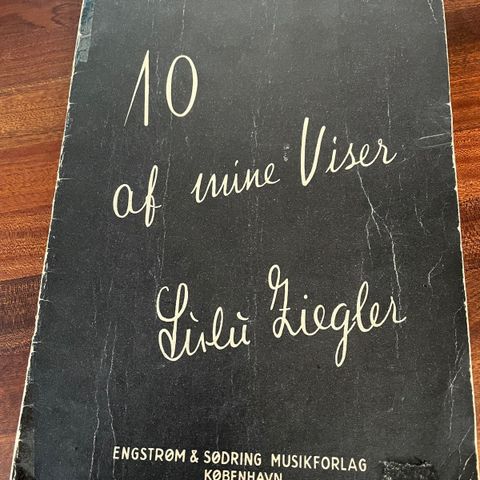 10
af mine Viser
Lulu Ziegler
ENGSTRØM & SØDRING MUSIKFORLAG
KØBENHAVN